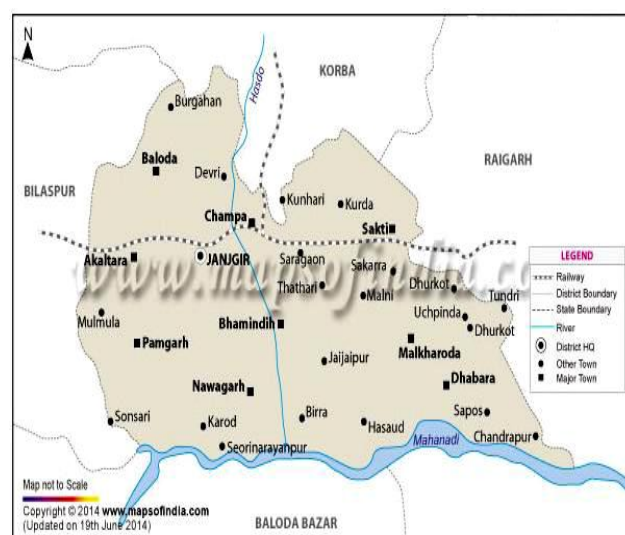 N
KORBA
Hasdo
Burgahan
RAIGARH
Baloda
Devri
BILASPUR
Kunhari
Kurda
Champa
Sakti
Akaltara
JANJGIR
Saragaon
Sakarra
www.mapsofindia.com
Thathari
Malni
Dhurkot
Tundri
Mulmula
Bhamindih
Uchpinda
Dhurkot
Pamgarh
Malkharoda
Jaijaipur
Nawagarh
Dhabara
Sonsari
Karod
Birra
Hasaud
Sapos
Seorinarayanpur
Mahanadi
Chandrapur
LEGEND
Railway
District Boundary
State Boundary
River
District HQ
Other Town
Major Town
Map not to Scale
Copyright © 2014 www.mapsofindia.com
(Updated on 19th June 2014)
BALODA BAZAR